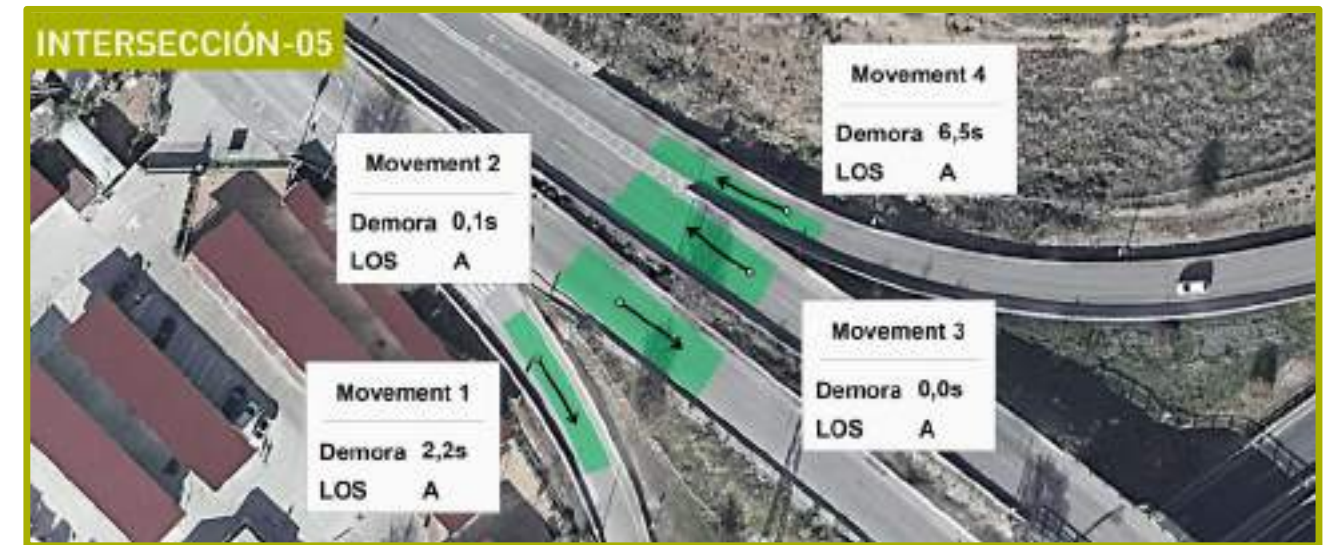 INTERSECCIÓN-05
Movement 4
Demora 6,5s
LOS A
Movement 2
Demora 0,1s
LOS A
Movement 3
Demora 0,0s
LOS A
Movement 1
Demora 2,2s
LOS A